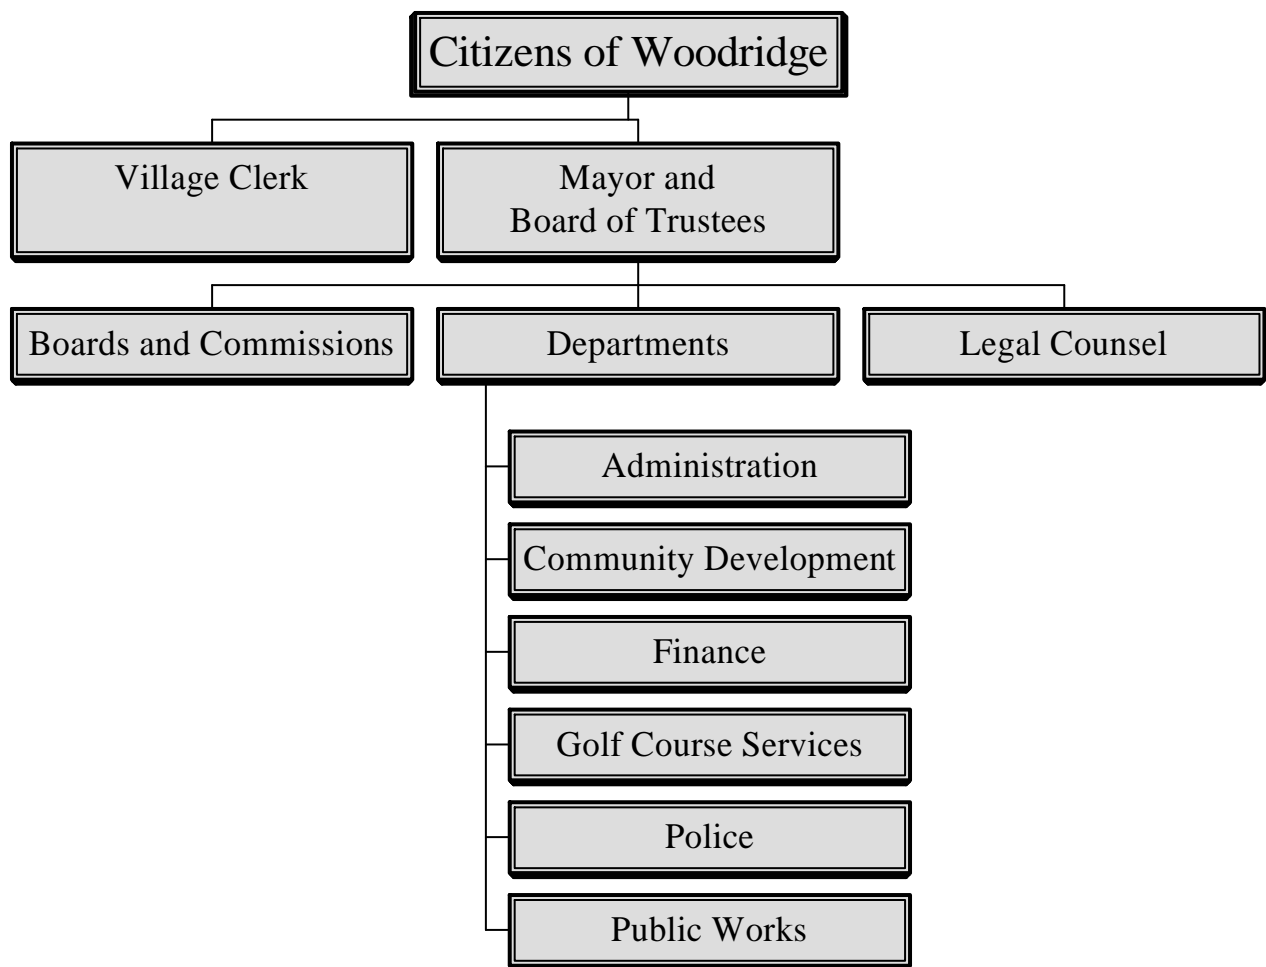 Citizens of Woodridge
Village Clerk
Mayor and
Board of Trustees
Boards and Commissions
Departments
Legal Counsel
Administration
Community Development
Finance
Golf Course Services
Police
Public Works